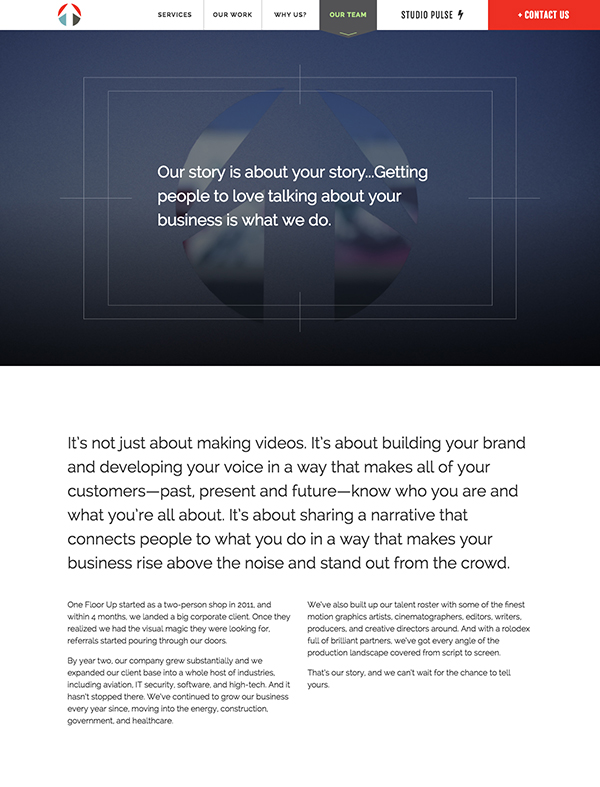 SERVICES
OUR WORK
WHY US?
OUR TEAM
STUDIO PULSE
+ CONTACT US
Our story is about your story...Getting
people to love talking about your
business is what we do.
It's not just about making videos. It's about building your brand
and developing your voice in a way that makes all of your
customers—past, present and future—know who you are and
what you're all about. It's about sharing a narrative that
connects people to what you do in a way that makes your
business rise above the noise and stand out from the crowd.
One Floor Up started as a two-person shop in 2011, and
within 4 months, we landed a big corporate client. Once they
realized we had the visual magic they were looking for,
referrals started pouring through our doors.
By year two, our company grew substantially and we
expanded our client base into a whole host of industries,
including aviation, IT security, software, and high-tech. And it
hasn't stopped there. We've continued to grow our business
every year since, moving into the energy, construction,
government, and healthcare.
We've also built up our talent roster with some of the finest
motion graphics artists, cinematographers, editors, writers,
producers, and creative directors around. And with a rolodex
full of brilliant partners, we've got every angle of the
production landscape covered from script to screen.
That's our story, and we can't wait for the chance to tell
yours.